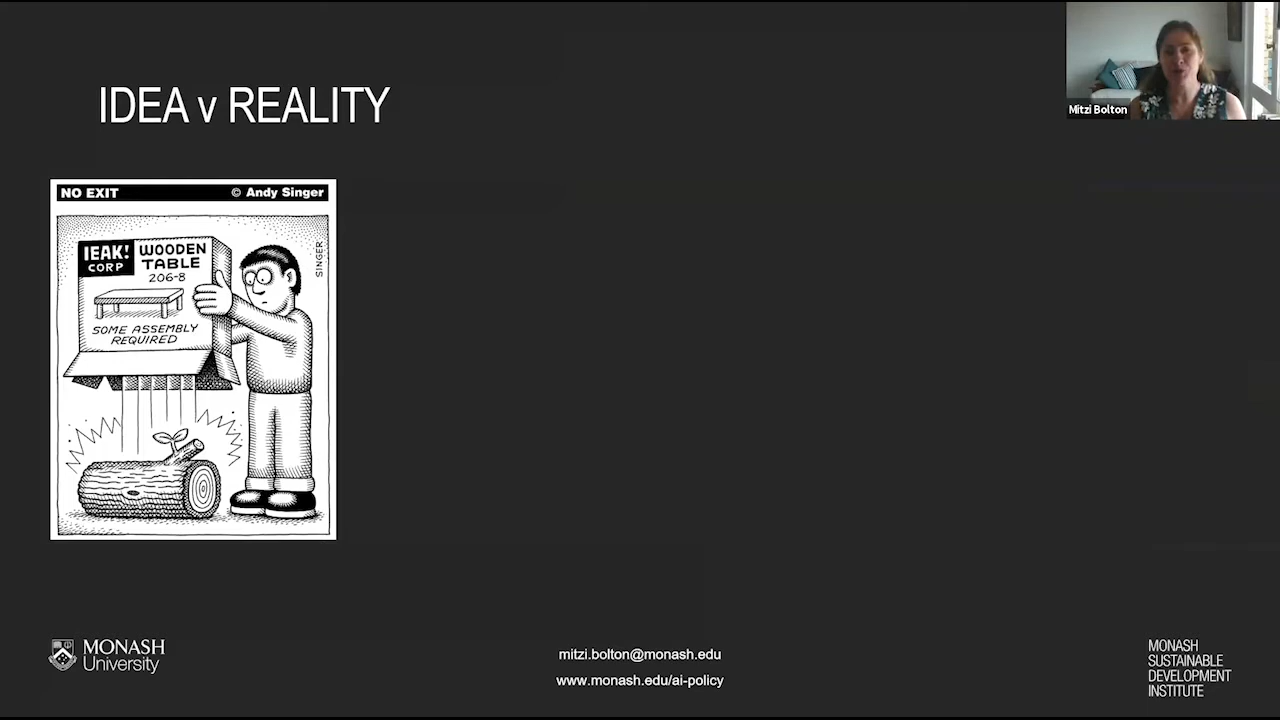 IDEA v REALITY
Mitzi Bolton
NO EXIT © Andy Singer
IEAK!
CORP
WOODEN
TABLE
206-8
SOME ASSEMBLY
REQUIRED
SINGER
MONASH
University
mitzi.bolton@monash.edu
www.monash.edu/ai-policy
MONASH
SUSTAINABLE
DEVELOPMENT
INSTITUTE